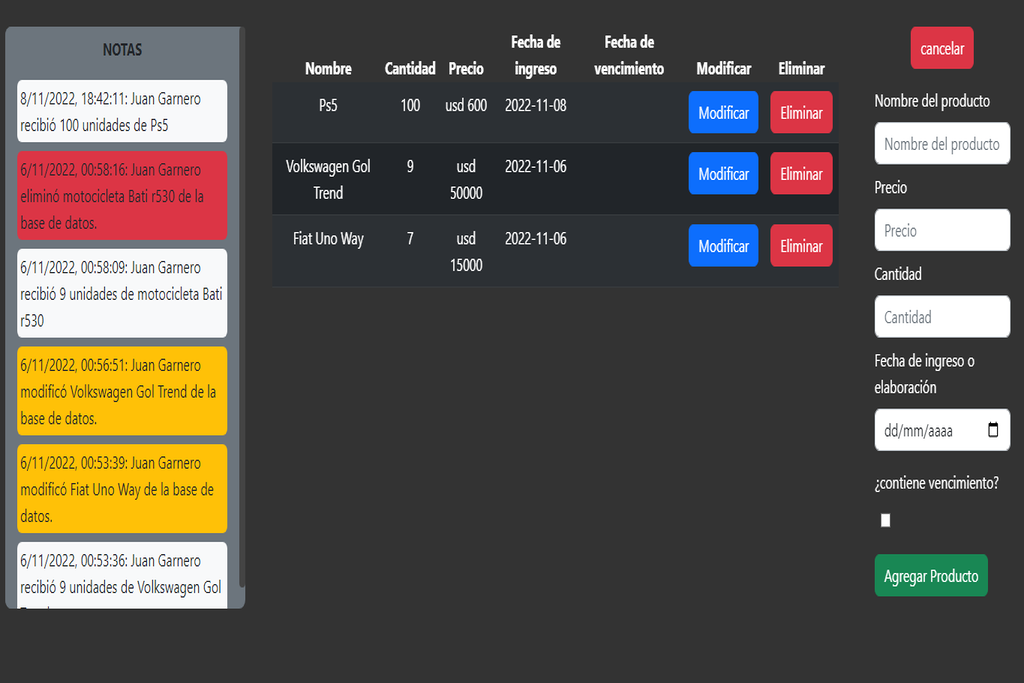 NOTAS
8/11/2022, 18:42:11: Juan Garnero
recibió 100 unidades de Ps5
6/11/2022, 00:58:16: Juan Garnero
eliminó motocicleta Bati r530 de la
base de datos.
6/11/2022, 00:58:09: Juan Garnero
recibió 9 unidades de motocicleta Bati
r530
6/11/2022, 00:56:51: Juan Garnero
modificó Volkswagen Gol Trend de la
base de datos.
6/11/2022, 00:53:39: Juan Garnero
modificó Fiat Uno Way de la base de
datos.
6/11/2022, 00:53:36: Juan Garnero
recibió 9 unidades de Volkswagen Gol
Nombre Cantidad Precio Fecha de ingreso Fecha de vencimiento Modificar Eliminar
Ps5 100 usd 600 2022-11-08 Modificar Eliminar
Volkswagen Gol Trend 9 usd 50000 2022-11-06 Modificar Eliminar
Fiat Uno Way 7 usd 15000 2022-11-06 Modificar Eliminar
cancelar
Nombre del producto
Nombre del producto
Precio
Precio
Cantidad
Cantidad
Fecha de ingreso o
elaboración
dd/mm/aaaa
¿contiene vencimiento?
Agregar Producto